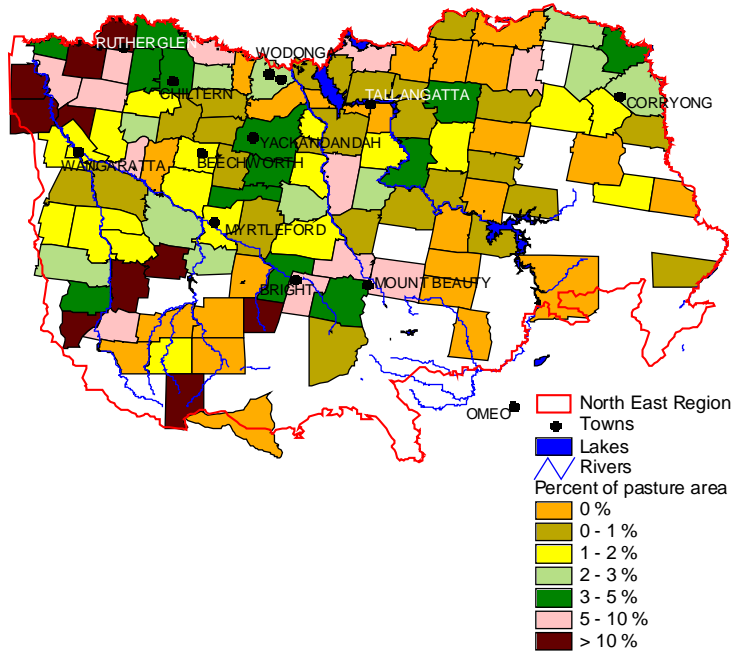 RUTHERGLEN
WODONGA
CHILTERN
TALLANGATTA
CORRYONG
YACKANDANDAH
BEECHWORTH
WANGARATTA
MYRTLEFORD
BRIGHT
MOUNT BEAUTY
OMEO
North East Region
Towns
Lakes
Rivers
Percent of pasture area
0 %
0 - 1 %
1 - 2 %
2 - 3 %
3 - 5 %
5 - 10 %
> 10 %